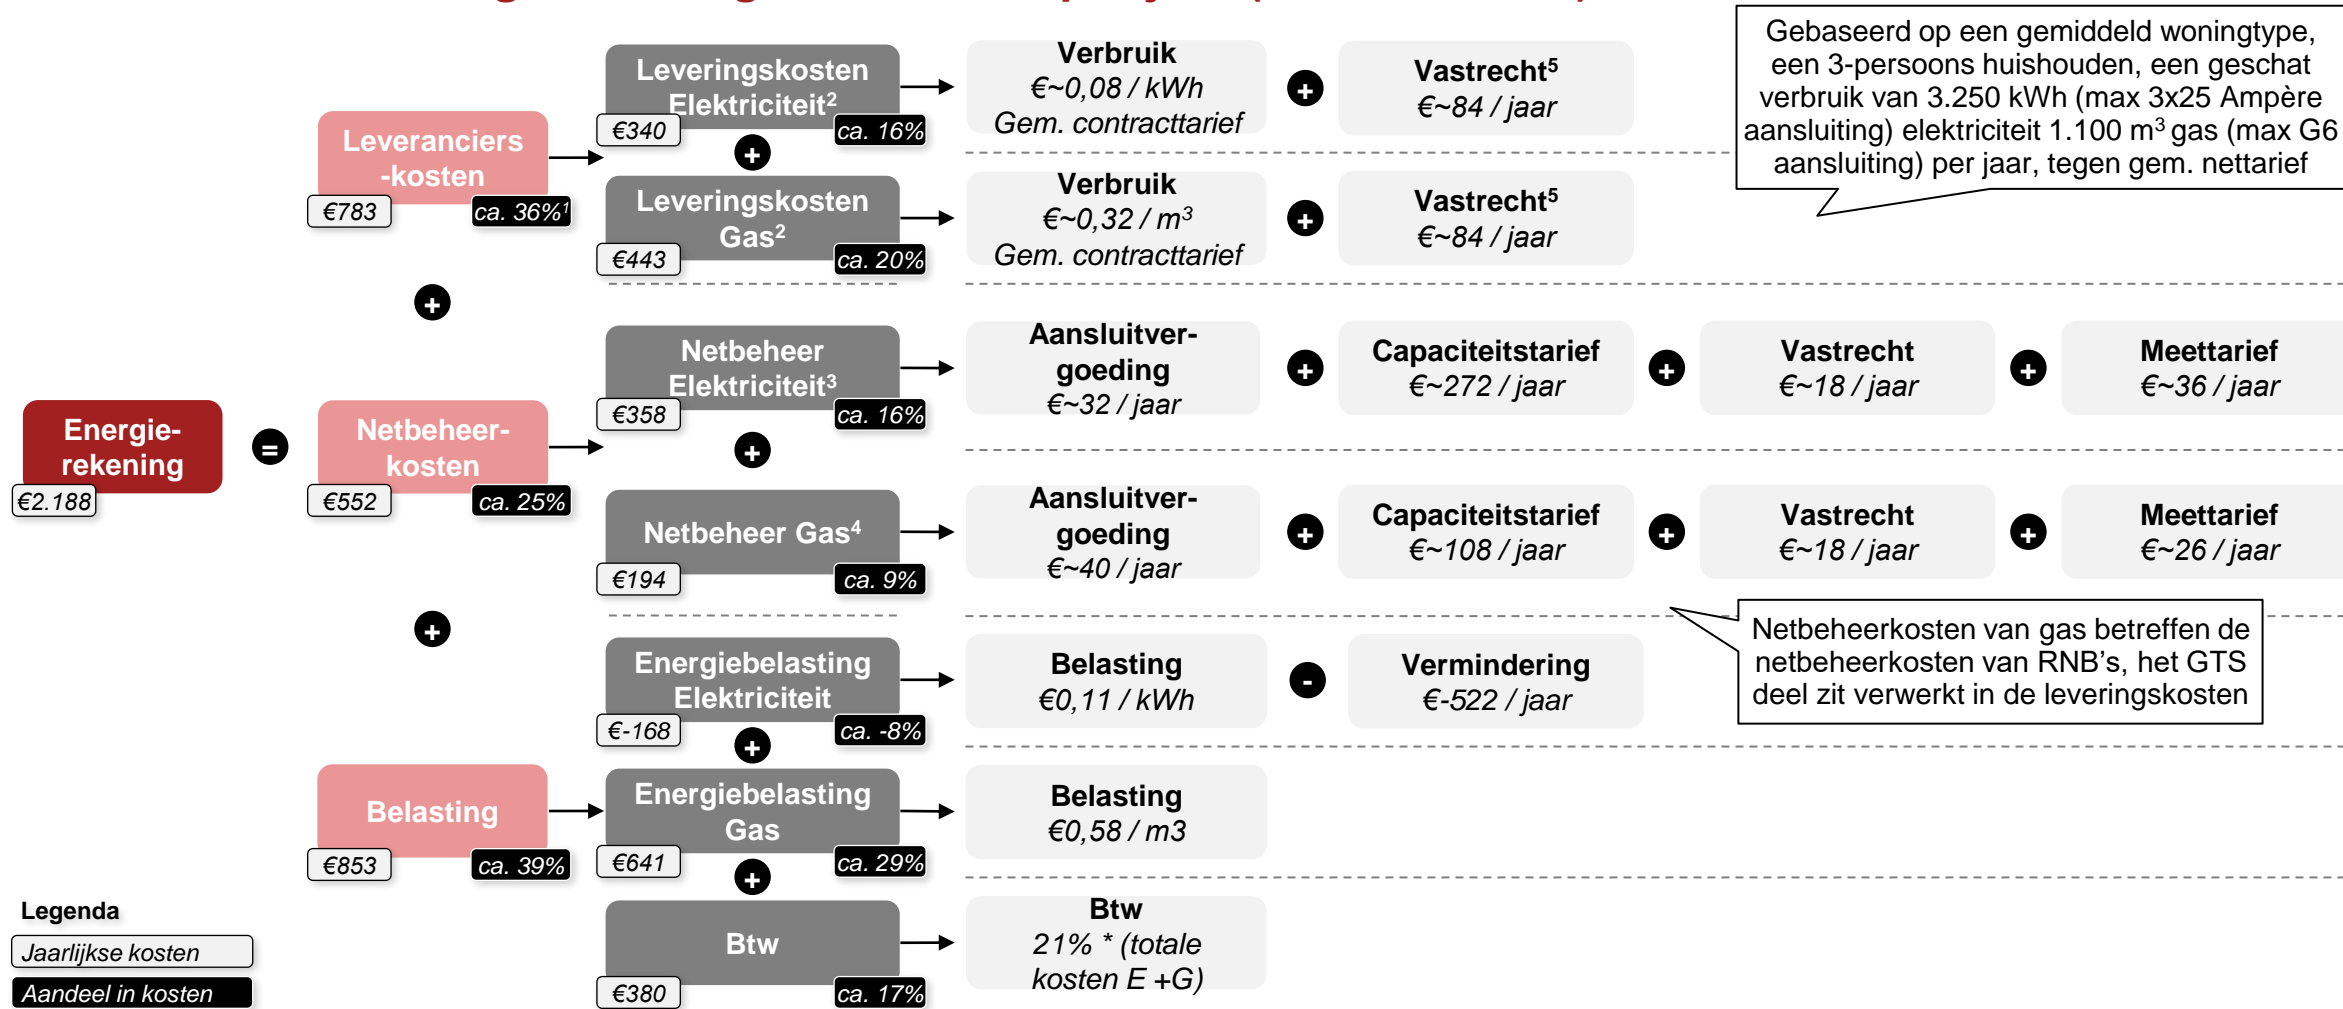 Gebaseerd op een gemiddeld woningtype,
een 3-persoons huishouden, een geschat
verbruik van 3.250 kWh (max 3x25 Ampère
aansluiting) elektriciteit 1.100 m³ gas (max G6
aansluiting) per jaar, tegen gem. nettarief
Leveringskosten
Elektriciteit²
€340
ca. 16%
Verbruik
€~0,08 / kWh
Gem. contracttarief
+
Vastrecht⁵
€~84 / jaar
Leveranciers
-kosten
€783
ca. 36%¹
+
Leveringskosten
Gas²
€443
ca. 20%
Verbruik
€~0,32 / m³
Gem. contracttarief
+
Vastrecht⁵
€~84 / jaar
+
Netbeheer
Elektriciteit³
€358
ca. 16%
Aansluitver-
goeding
€~32 / jaar
+
Capaciteitstarief
€~272 / jaar
+
Vastrecht
€~18 / jaar
+
Meettarief
€~36 / jaar
Energie-
rekening
€2.188
=
Netbeheer-
kosten
€552
ca. 25%
+
Netbeheer Gas⁴
€194
ca. 9%
Aansluitver-
goeding
€~40 / jaar
+
Capaciteitstarief
€~108 / jaar
+
Vastrecht
€~18 / jaar
+
Meettarief
€~26 / jaar
+
Netbeheerkosten van gas betreffen de
netbeheerkosten van RNB's, het GTS
deel zit verwerkt in de leveringskosten
Energiebelasting
Elektriciteit
€-168
ca. -8%
Belasting
€0,11 / kWh
-
Vermindering
€-522 / jaar
+
Belasting
€853
ca. 39%
Energiebelasting
Gas
€641
ca. 29%
Belasting
€0,58 / m3
+
Btw
€380
ca. 17%
Btw
21% * (totale
kosten E +G)
Legenda
Jaarlijkse kosten
Aandeel in kosten